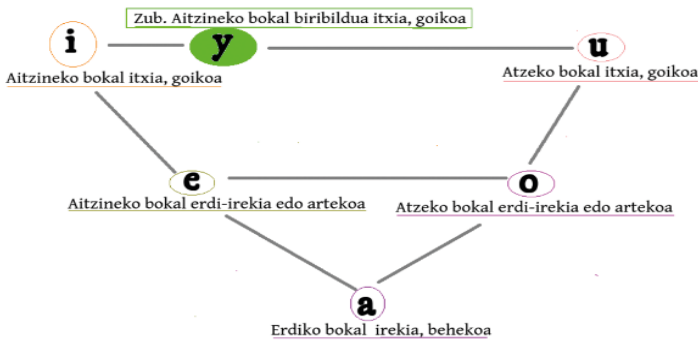 Zub. Aitzineko bokal biribildua itxia, goikoa
i
y
u
Aitzineko bokal itxia, goikoa
Atzeko bokal itxia, goikoa
e
o
Aitzineko bokal erdi-irekia edo artekoa
Atzeko bokal erdi-irekia edo artekoa
a
Erdiko bokal irekia, behekoa